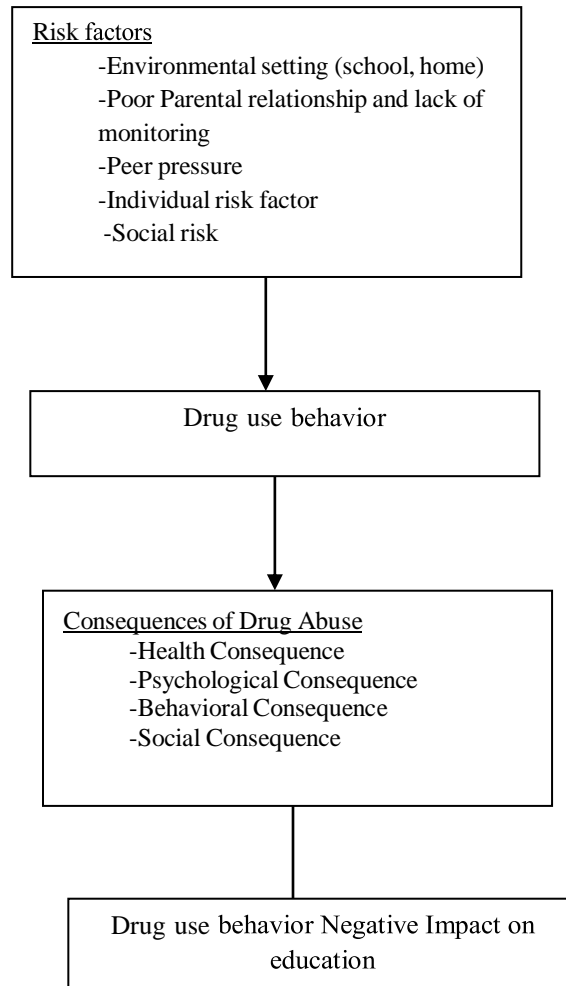 Risk factors
-Environmental setting (school, home)
-Poor Parental relationship and lack of
monitoring
-Peer pressure
-Individual risk factor
-Social risk
Drug use behavior
Consequences of Drug Abuse
-Health Consequence
-Psychological Consequence
-Behavioral Consequence
-Social Consequence
Drug use behavior Negative Impact on
education